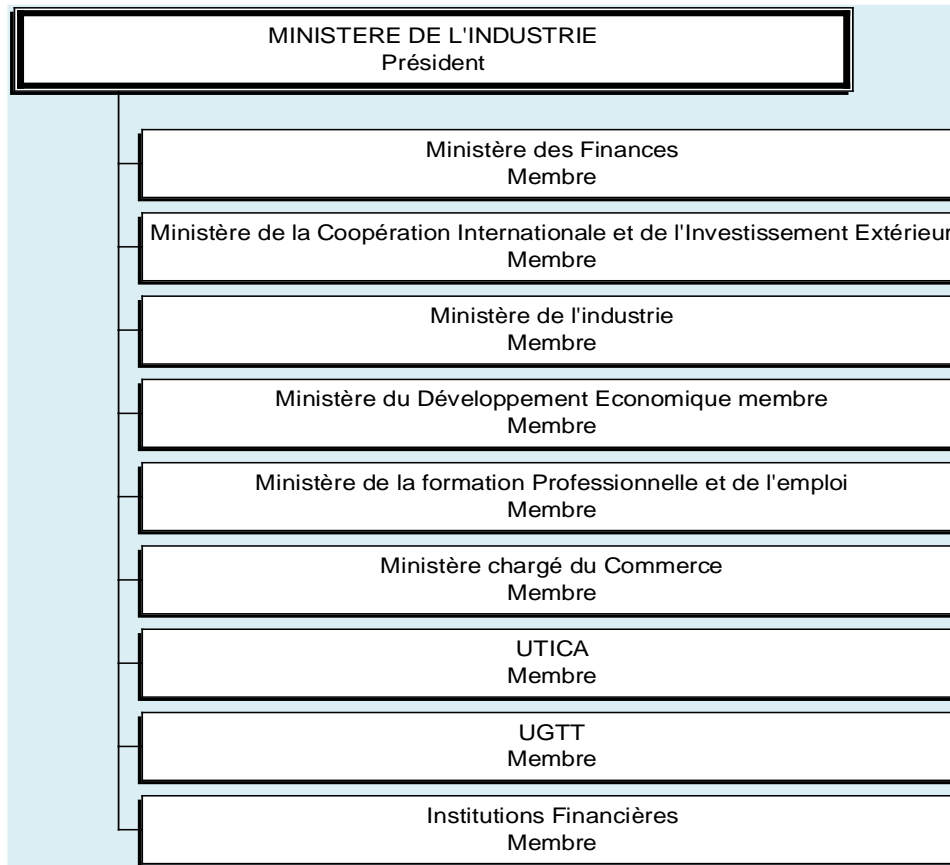 MINISTERE DE L'INDUSTRIE
Président
Ministère des Finances
Membre
Ministère de la Coopération Internationale et de l'Investissement Extérieur
Membre
Ministère de l'industrie
Membre
Ministère du Développement Economique membre
Membre
Ministère de la formation Professionnelle et de l'emploi
Membre
Ministère chargé du Commerce
Membre
UTICA
Membre
UGTT
Membre
Institutions Financières
Membre